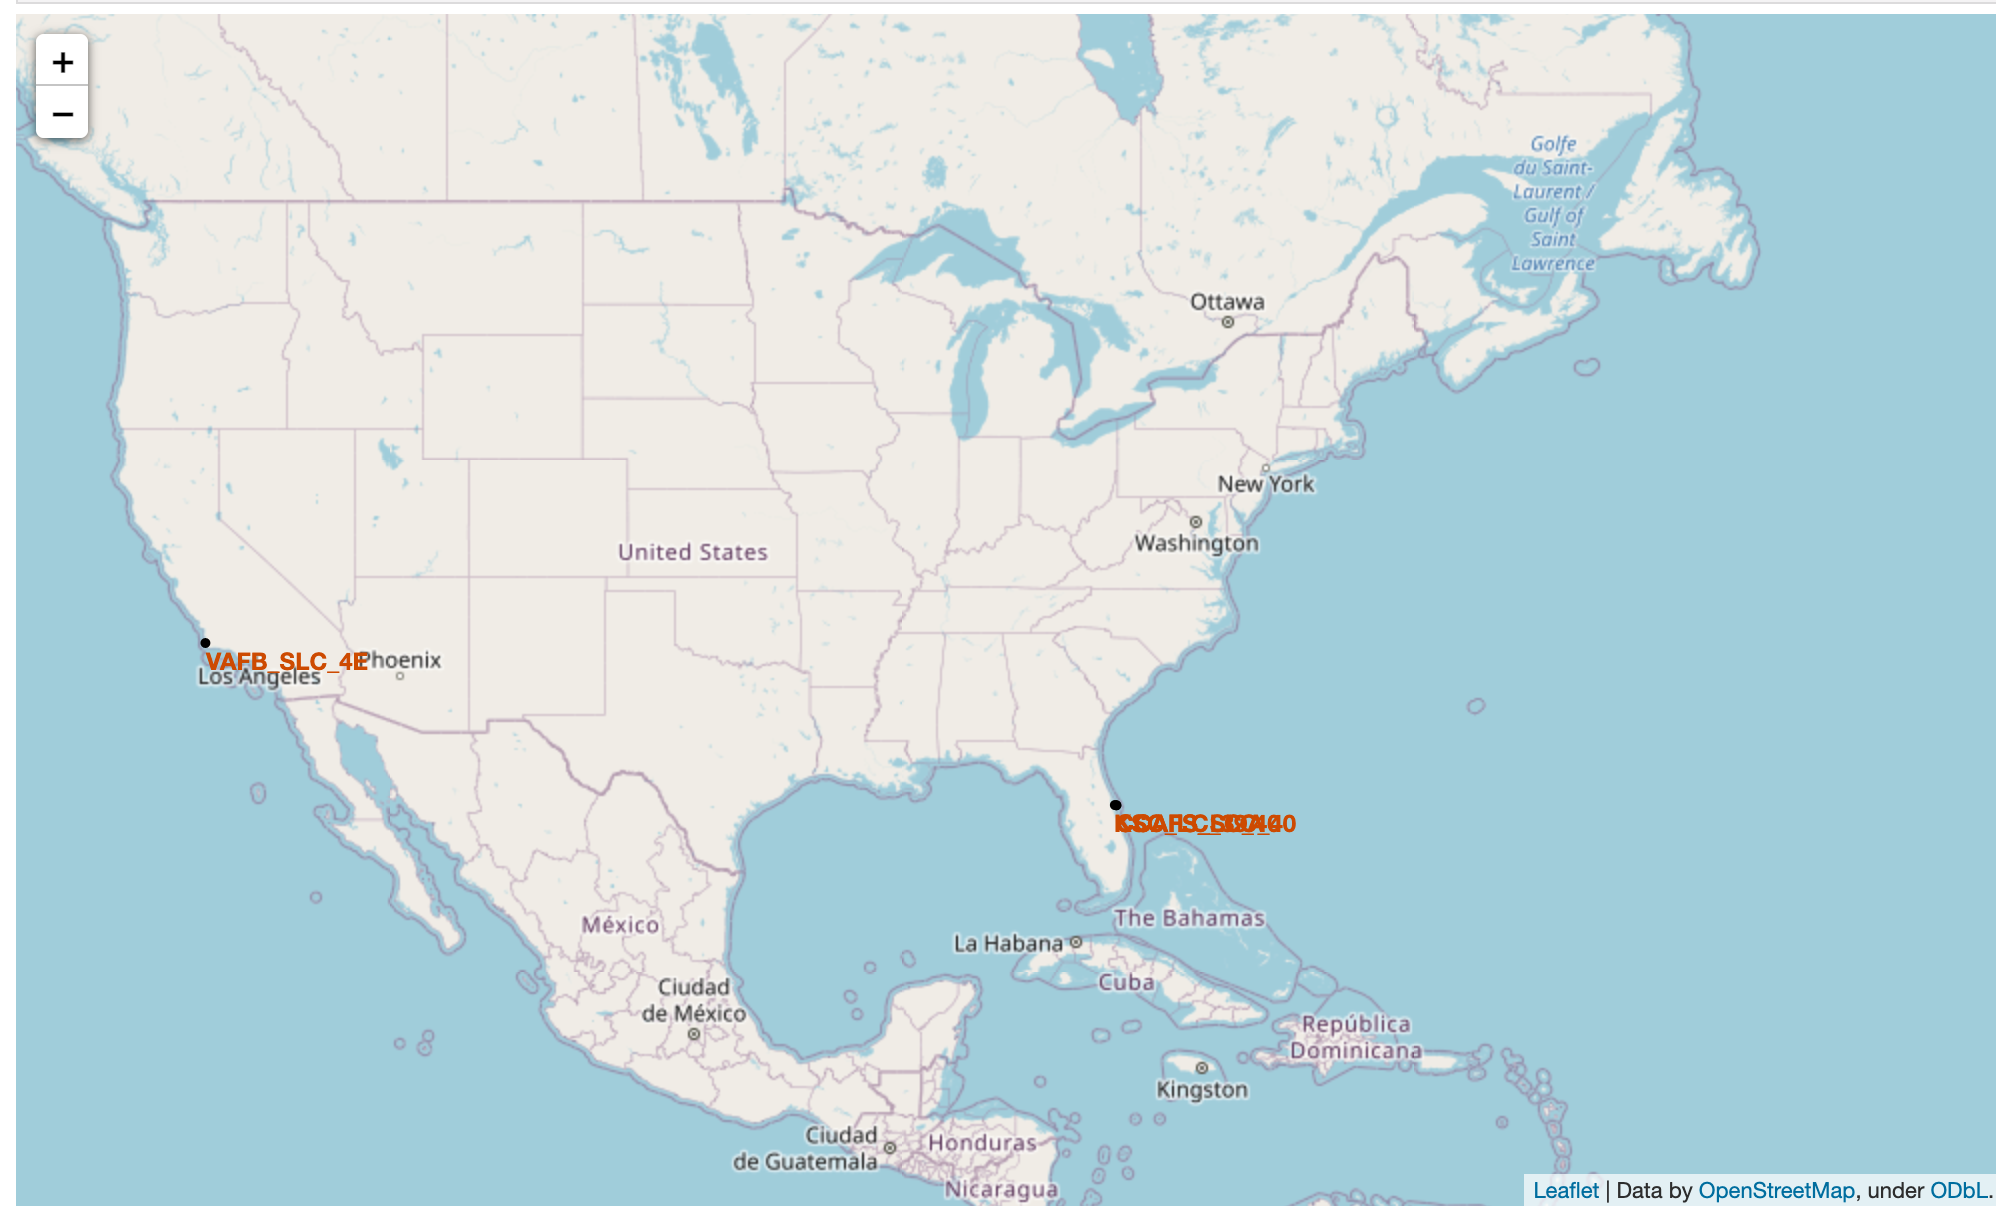 +
−
Golfe
du Saint-
Laurent /
Gulf of
Saint
Lawrence
Ottawa
New York
Washington
United States
VAFB_SLC_4E
Phoenix
Los Angeles
The Bahamas
México
La Habana
Cuba
Ciudad
de México
República
Dominicana
Kingston
Ciudad
de Guatemala
Honduras
Nicaragua
Leaflet | Data by OpenStreetMap, under ODbL.